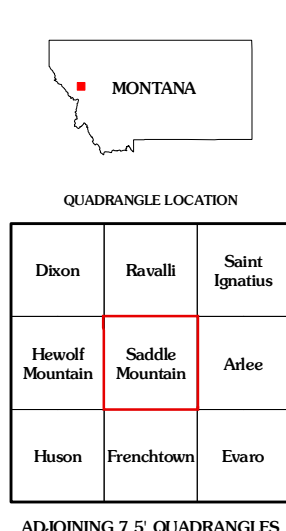 MONTANA
QUADRANGLE LOCATION
Dixon
Ravalli
Saint
Ignatius
Hewolf
Mountain
Saddle
Mountain
Arlee
Huson
Frenchtown
Evaro
ADJOINING 7.5' QUADRANGLES